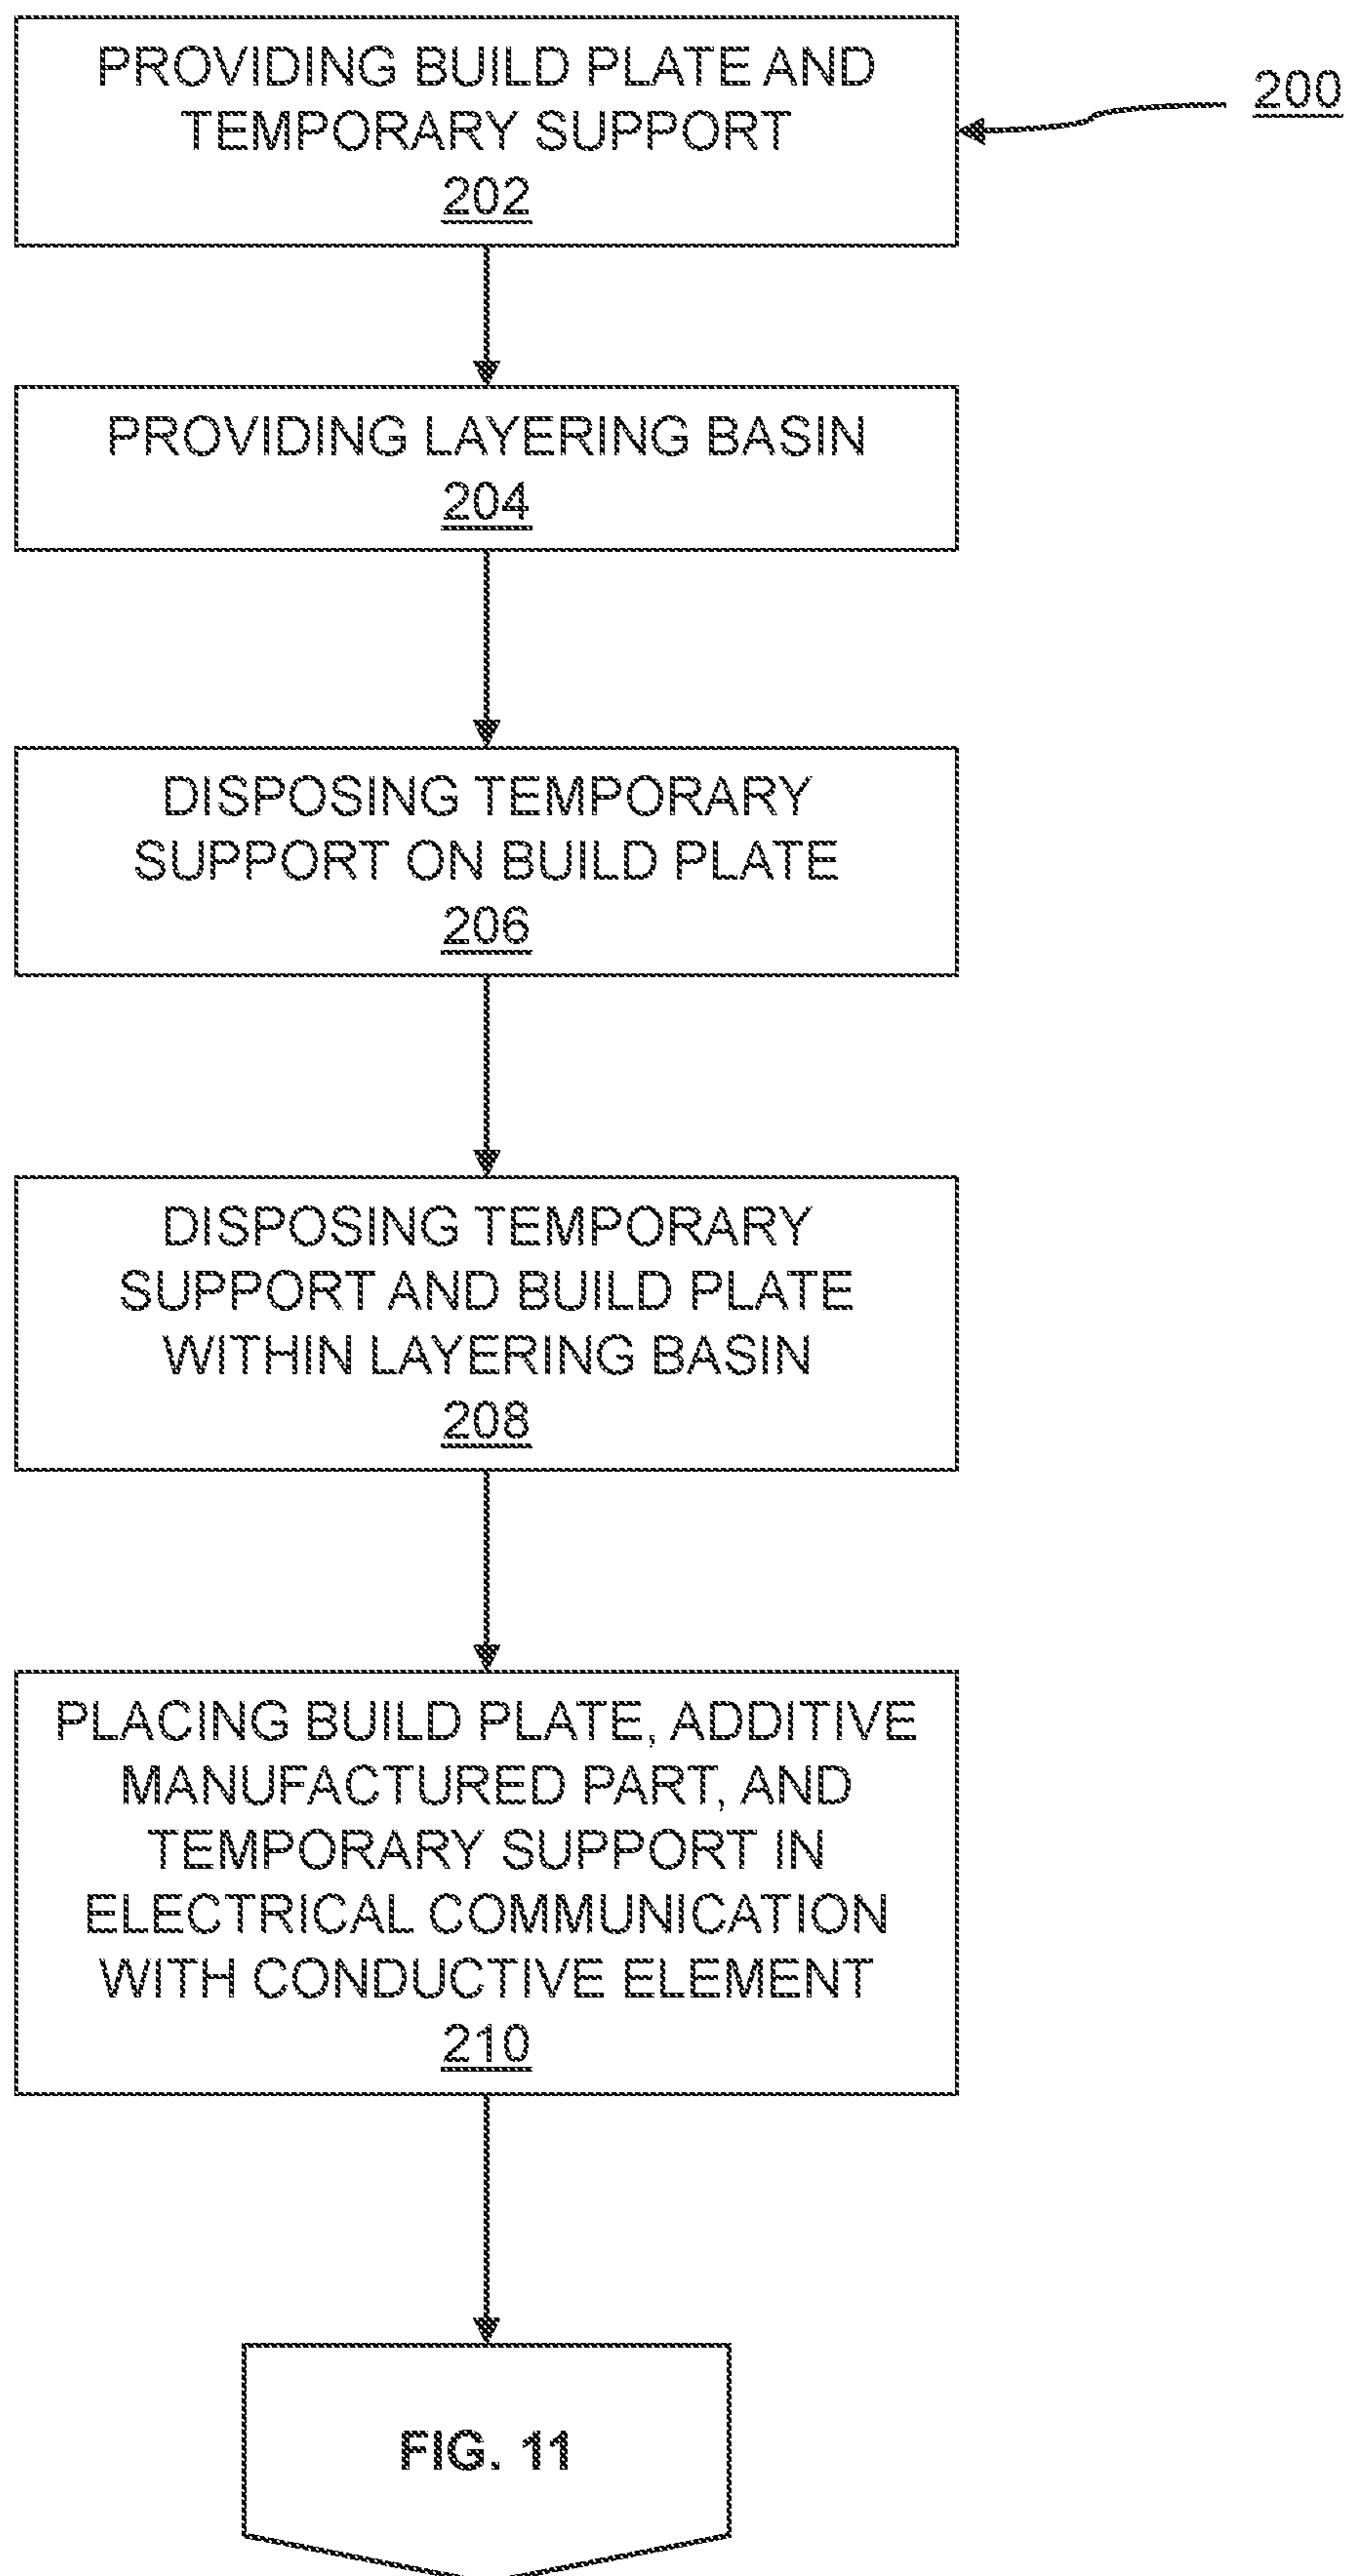 PROVIDING BUILD PLATE AND
TEMPORARY SUPPORT
202
200
PROVIDING LAYERING BASIN
204
DISPOSING TEMPORARY
SUPPORT ON BUILD PLATE
206
DISPOSING TEMPORARY
SUPPORT AND BUILD PLATE
WITHIN LAYERING BASIN
208
PLACING BUILD PLATE, ADDITIVE
MANUFACTURED PART, AND
TEMPORARY SUPPORT IN
ELECTRICAL COMMUNICATION
WITH CONDUCTIVE ELEMENT
210
FIG. 11